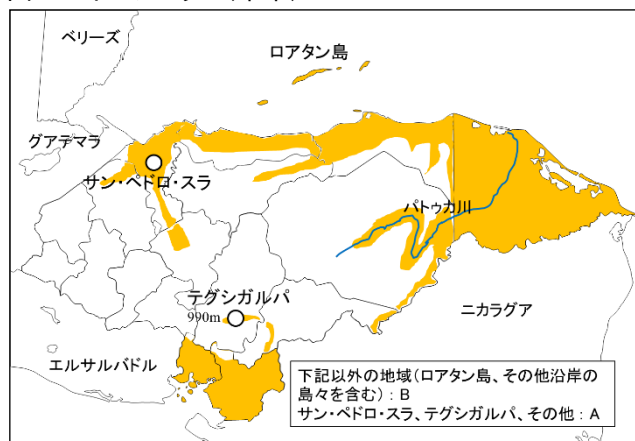 ベリーズ
ロアタン島
グアテマラ
サン・ペドロ・スラ
パトゥカ川
テグシガルパ
990m
ニカラグア
エルサルバドル
下記以外の地域(ロアタン島、その他沿岸の
島々を含む) : B
サン・ペドロ・スラ、テグシガルパ、その他 : A